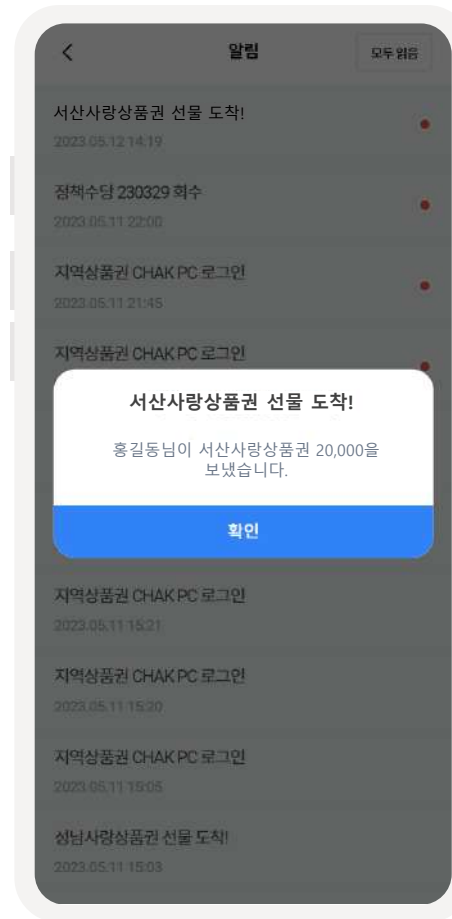 알림
모두 읽음
서산사랑상품권 선물 도착!
2023.05.12 14:19
정책수당 230329 회수
2023.05.11 22:00
지역상품권 CHAK PC 로그인
2023.05.11 21:45
지역상품권 CHAK PC 로그인
서산사랑상품권 선물 도착!
홍길동님이 서산사랑상품권 20,000을
보냈습니다.
확인
지역상품권 CHAK PC 로그인
2023.05.11 15:21
지역상품권 CHAK PC 로그인
2023.05.11 15:20
지역상품권 CHAK PC 로그인
2023.05.11 15:05
성남사랑상품권 선물 도착!
2023.05.11 15:03